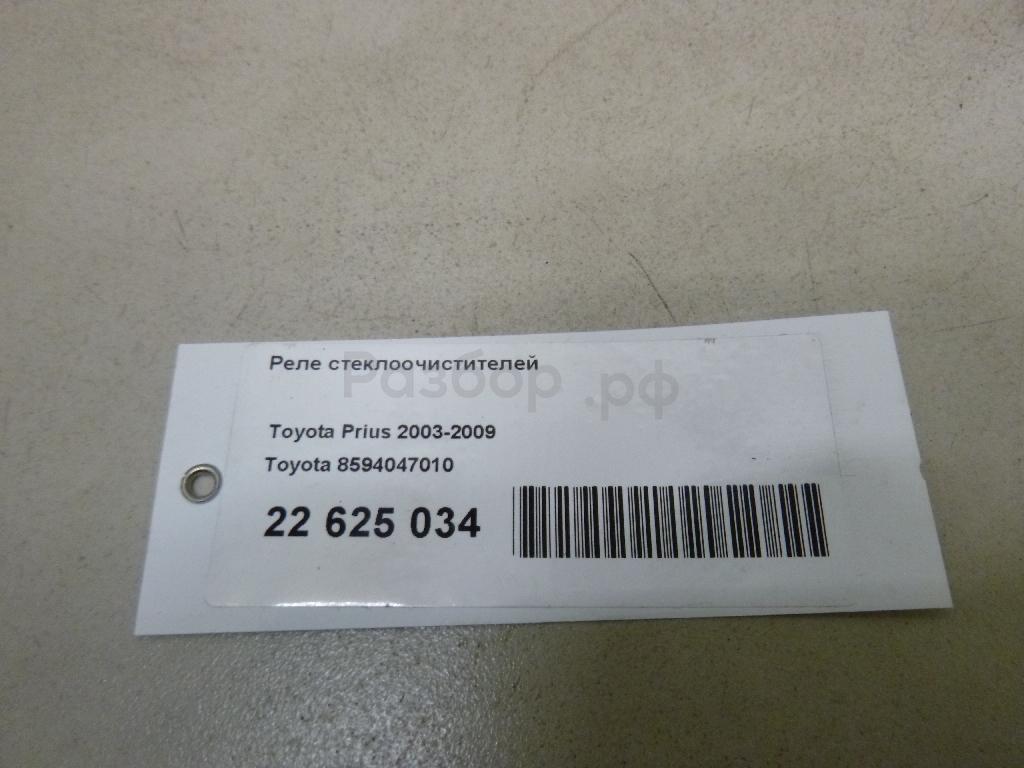 Реле стеклоочистителей
Разбор.рф
Toyota Prius 2003-2009
Toyota 8594047010
22 625 034